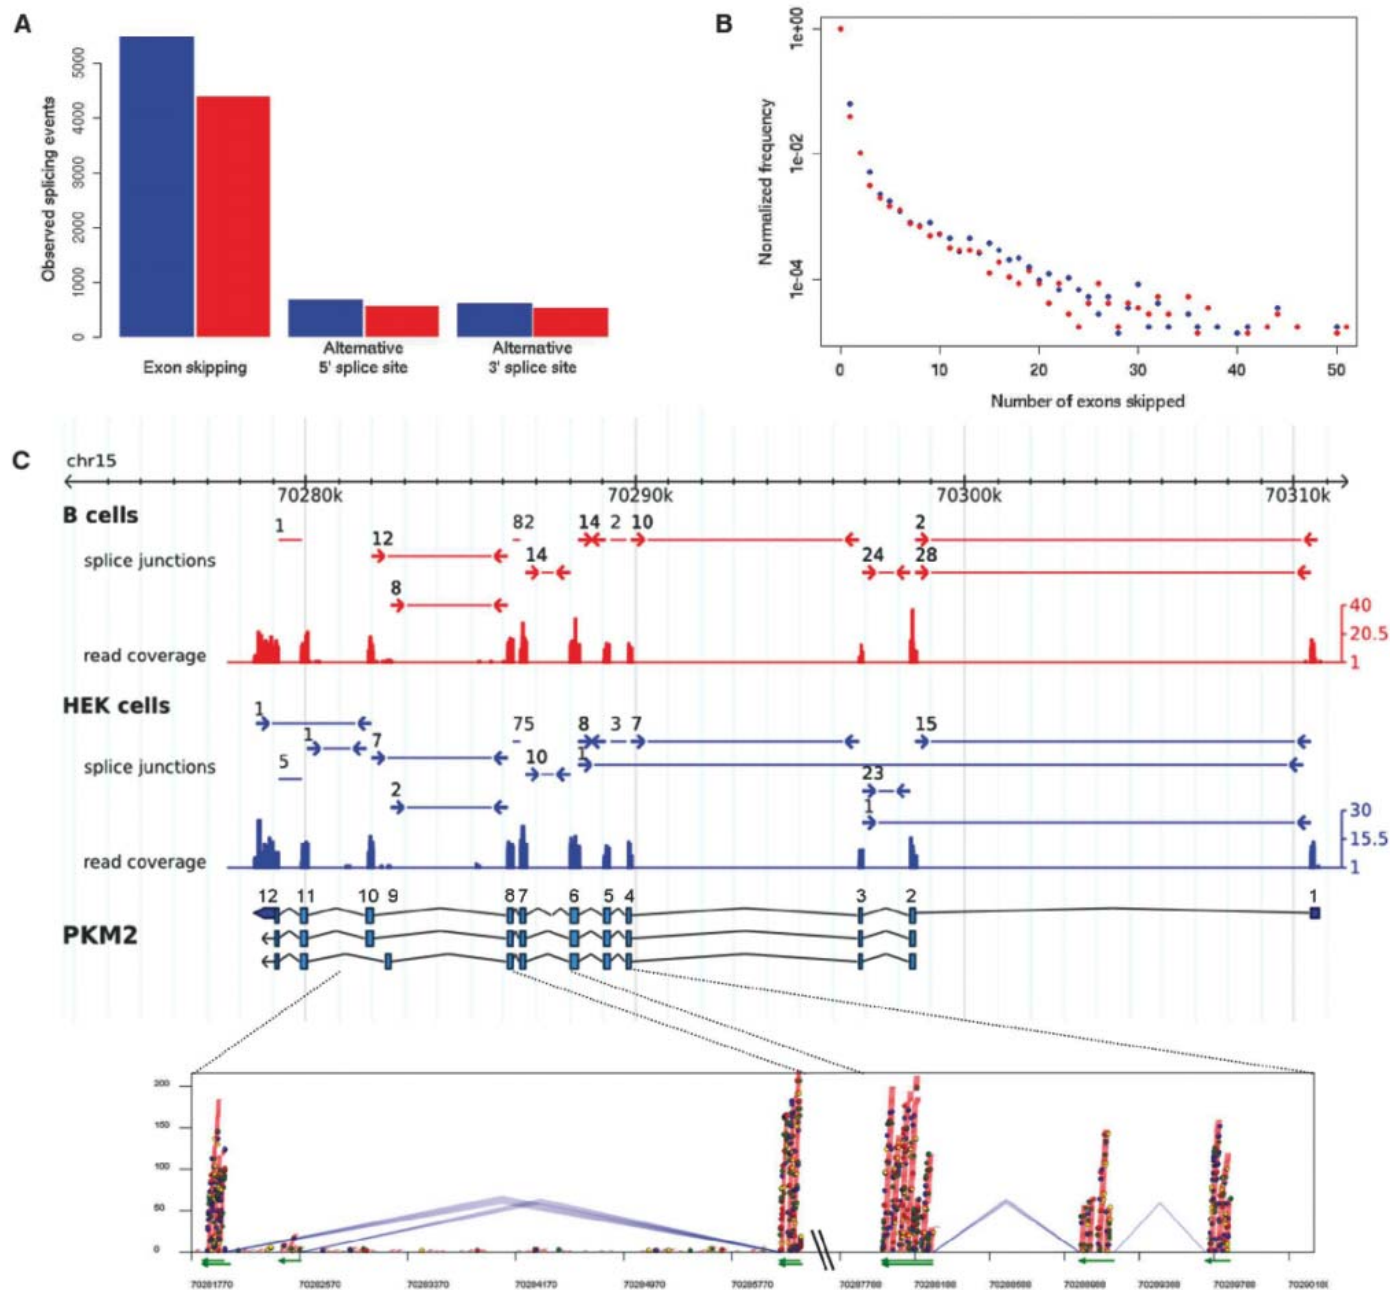 A
B
5000
4000
3000
2000
1000
0
Observed splicing events
Exon skipping
Alternative
5' splice site
Alternative
3' splice site
1e+00
1e-02
1e-04
Normalized frequency
0 10 20 30 40 50
Number of exons skipped
C
chr15
70280k 70290k 70300k 70310k
B cells
1 82 14 2 10 2
12
splice junctions
14 24 28
8
40
20.5
1
read coverage
HEK cells
1 75 8 3 7 15
1 7
splice junctions
5 10 1 23
2 1
30
15.5
1
read coverage
12 11 10 9 8 7 6 5 4 3 2 1
PKM2
200
150
100
50
0
70281770 70282570 70283370 70284170 70284970 70285770